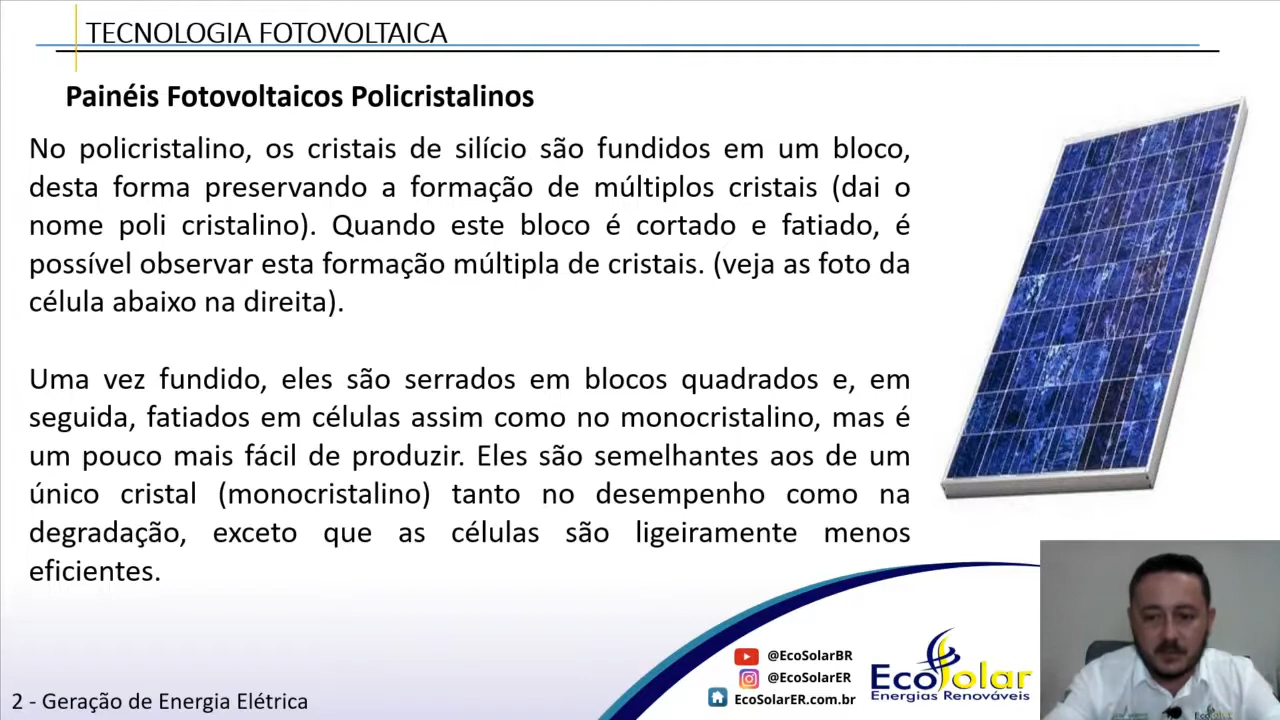 TECNOLOGIA FOTOVOLTAICA
Painéis Fotovoltaicos Policristalinos
No policristalino, os cristais de silício são fundidos em um bloco,
desta forma preservando a formação de múltiplos cristais (dai o
nome poli cristalino). Quando este bloco é cortado e fatiado, é
possível observar esta formação múltipla de cristais. (veja as foto da
célula abaixo na direita).
Uma vez fundido, eles são serrados em blocos quadrados e, em
seguida, fatiados em células assim como no monocristalino, mas é
um pouco mais fácil de produzir. Eles são semelhantes aos de um
único cristal (monocristalino) tanto no desempenho como na
degradação, exceto que as células são ligeiramente menos
eficientes.
@EcoSolarBR
@EcoSolarER
EcoSolarER.com.br
EcoSolar
Energias Renováveis
2 - Geração de Energia Elétrica